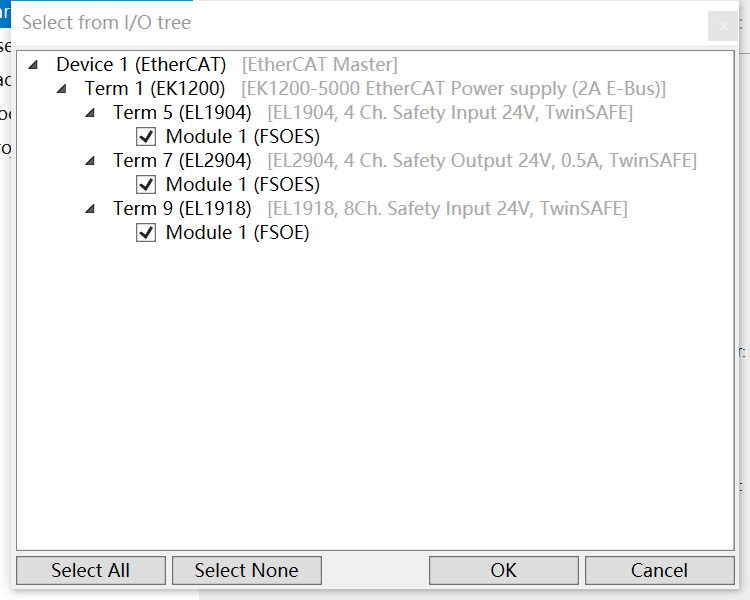 Select from I/O tree
Device 1 (EtherCAT) [EtherCAT Master]
Term 1 (EK1200) [EK1200-5000 EtherCAT Power supply (2A E-Bus)]
Term 5 (EL1904) [EL1904, 4 Ch. Safety Input 24V, TwinSAFE]
Module 1 (FSOES)
Term 7 (EL2904) [EL2904, 4 Ch. Safety Output 24V, 0.5A, TwinSAFE]
Module 1 (FSOES)
Term 9 (EL1918) [EL1918, 8Ch. Safety Input 24V, TwinSAFE]
Module 1 (FSOE)
Select All Select None OK Cancel